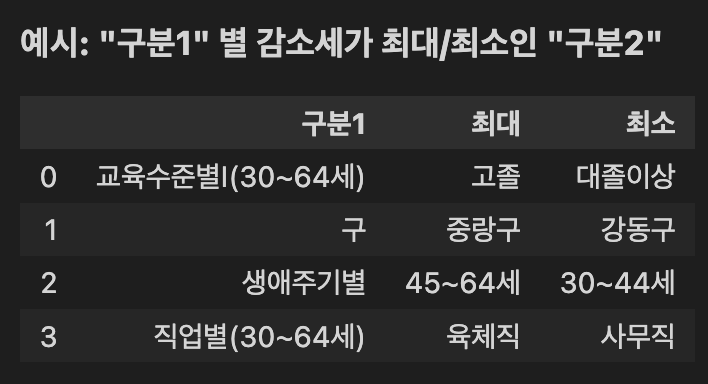 예시: "구분1" 별 감소세가 최대/최소인 "구분2"
구분1 최대 최소
0 교육수준별I(30~64세) 고졸 대졸이상
1 구 중랑구 강동구
2 생애주기별 45~64세 30~44세
3 직업별(30~64세) 육체직 사무직